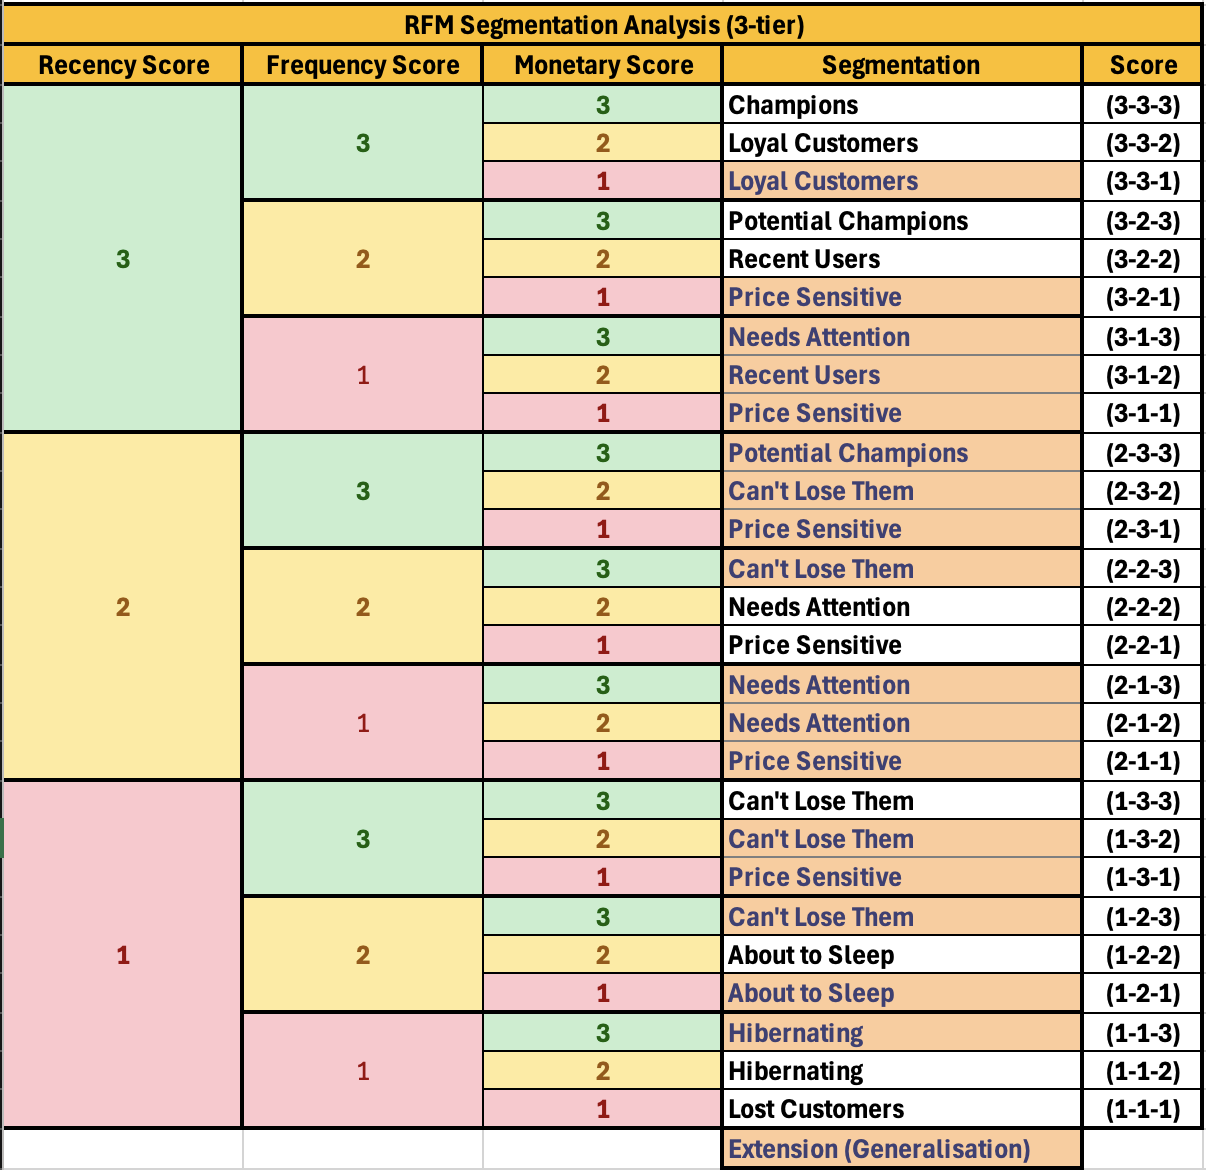 RFM Segmentation Analysis (3-tier)
Recency Score Frequency Score Monetary Score Segmentation Score
3 Champions (3-3-3)
3 2 Loyal Customers (3-3-2)
1 Loyal Customers (3-3-1)
3 Potential Champions (3-2-3)
3 2 2 Recent Users (3-2-2)
1 Price Sensitive (3-2-1)
3 Needs Attention (3-1-3)
1 2 Recent Users (3-1-2)
1 Price Sensitive (3-1-1)
3 Potential Champions (2-3-3)
3 2 Can't Lose Them (2-3-2)
1 Price Sensitive (2-3-1)
3 Can't Lose Them (2-2-3)
2 2 2 Needs Attention (2-2-2)
1 Price Sensitive (2-2-1)
3 Needs Attention (2-1-3)
1 2 Needs Attention (2-1-2)
1 Price Sensitive (2-1-1)
3 Can't Lose Them (1-3-3)
3 2 Can't Lose Them (1-3-2)
1 Price Sensitive (1-3-1)
3 Can't Lose Them (1-2-3)
1 2 2 About to Sleep (1-2-2)
1 About to Sleep (1-2-1)
3 Hibernating (1-1-3)
1 2 Hibernating (1-1-2)
1 Lost Customers (1-1-1)
Extension (Generalisation)